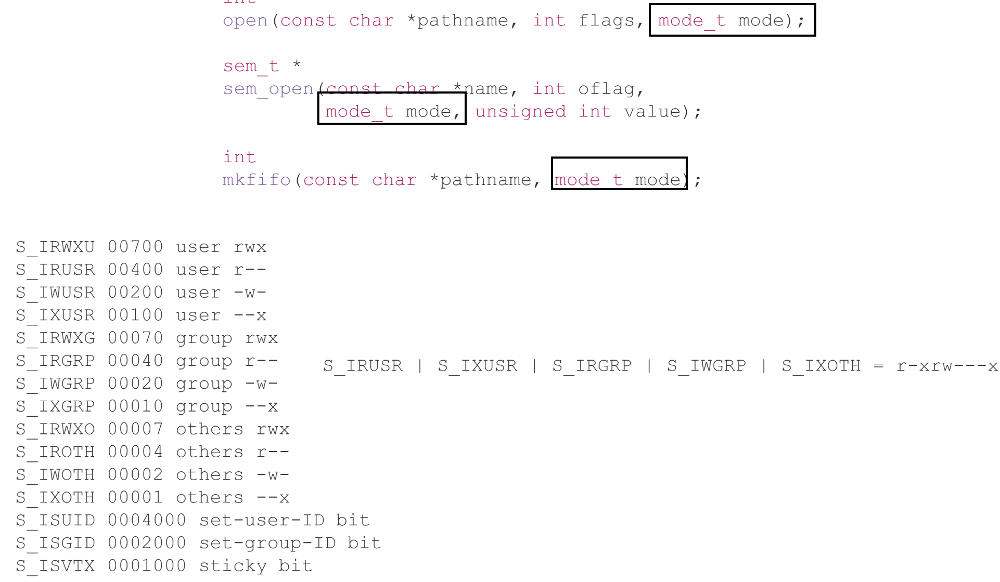 int
open(const char *pathname, int flags, mode_t mode);
sem_t *
sem_open(const char *name, int oflag,
mode_t mode, unsigned int value);
int
mkfifo(const char *pathname, mode_t mode);
S_IRWXU 00700 user rwx
S_IRUSR 00400 user r--
S_IWUSR 00200 user -w-
S_IXUSR 00100 user --x
S_IRWXG 00070 group rwx
S_IRGRP 00040 group r--
S_IRUSR | S_IXUSR | S_IRGRP | S_IWGRP | S_IXOTH = r-xrw---x
S_IWGRP 00020 group -w-
S_IXGRP 00010 group --x
S_IRWXO 00007 others rwx
S_IROTH 00004 others r--
S_IWOTH 00002 others -w-
S_IXOTH 00001 others --x
S_ISUID 0004000 set-user-ID bit
S_ISGID 0002000 set-group-ID bit
S_ISVTX 0001000 sticky bit